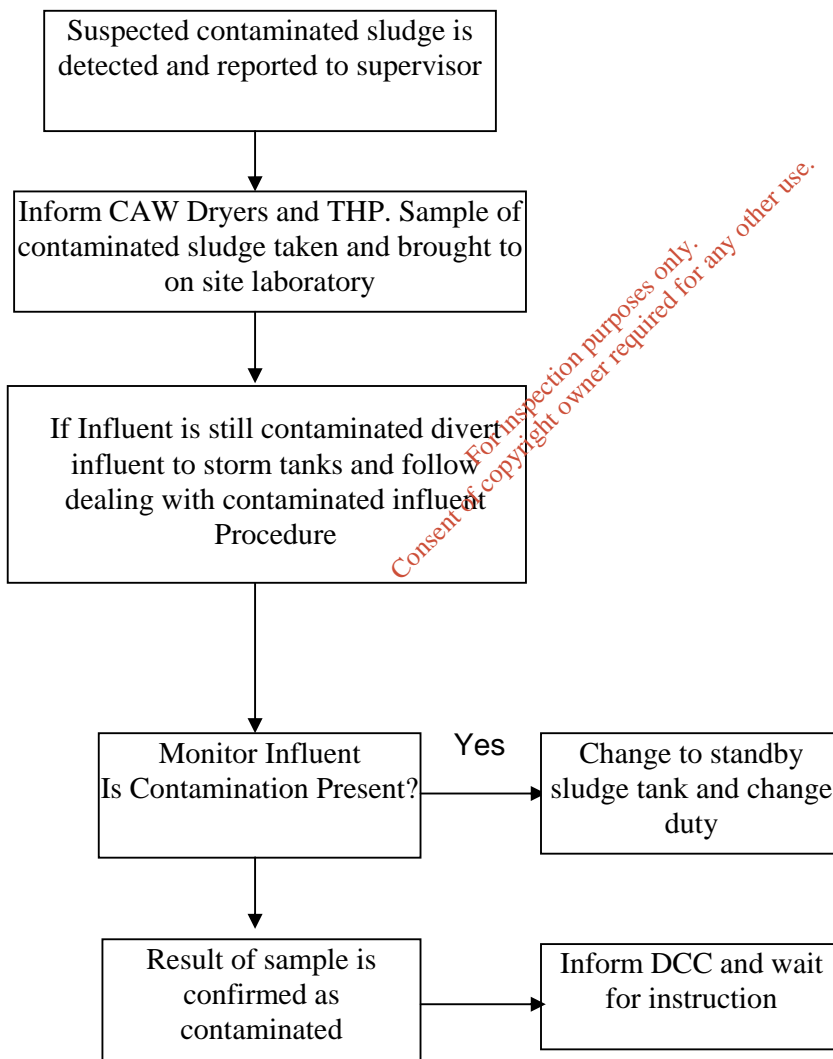 Suspected contaminated sludge is
detected and reported to supervisor
Inform CAW Dryers and THP. Sample of
contaminated sludge taken and brought to
on site laboratory
If Influent is still contaminated divert
influent to storm tanks and follow
dealing with contaminated influent
Procedure
For inspection purposes only.
Consent of copyright owner required for any other use.
Monitor Influent
Is Contamination Present?
Yes
Change to standby
sludge tank and change
duty
Result of sample is
confirmed as
contaminated
Inform DCC and wait
for instruction